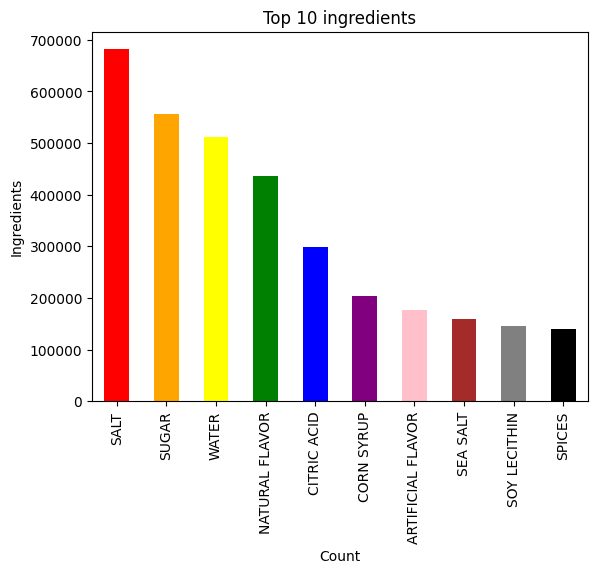 Top 10 ingredients
700000
600000
500000
400000
300000
200000
100000
0
Ingredients
SALT
SUGAR
WATER
NATURAL FLAVOR
CITRIC ACID
CORN SYRUP
ARTIFICIAL FLAVOR
SEA SALT
SOY LECITHIN
SPICES
Count